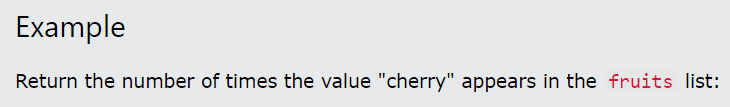 Example
Return the number of times the value "cherry" appears in the fruits list: